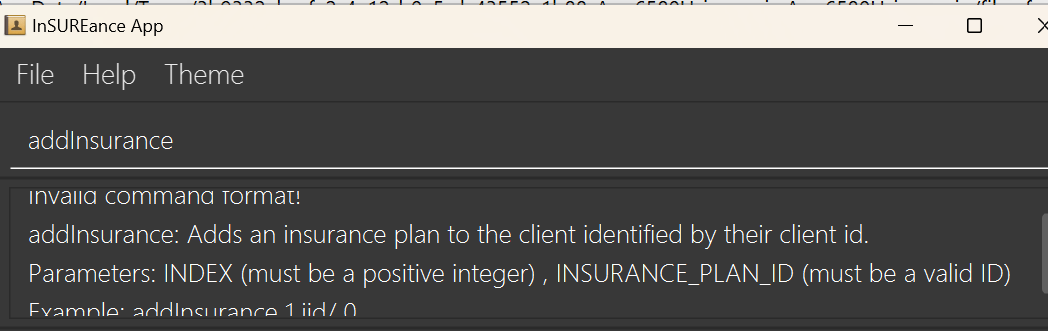 InSUREance App
File Help Theme
addInsurance
Invalid command format!
addInsurance: Adds an insurance plan to the client identified by their client id.
Parameters: INDEX (must be a positive integer) , INSURANCE_PLAN_ID (must be a valid ID)
Example: addInsurance 1 iid/ 0